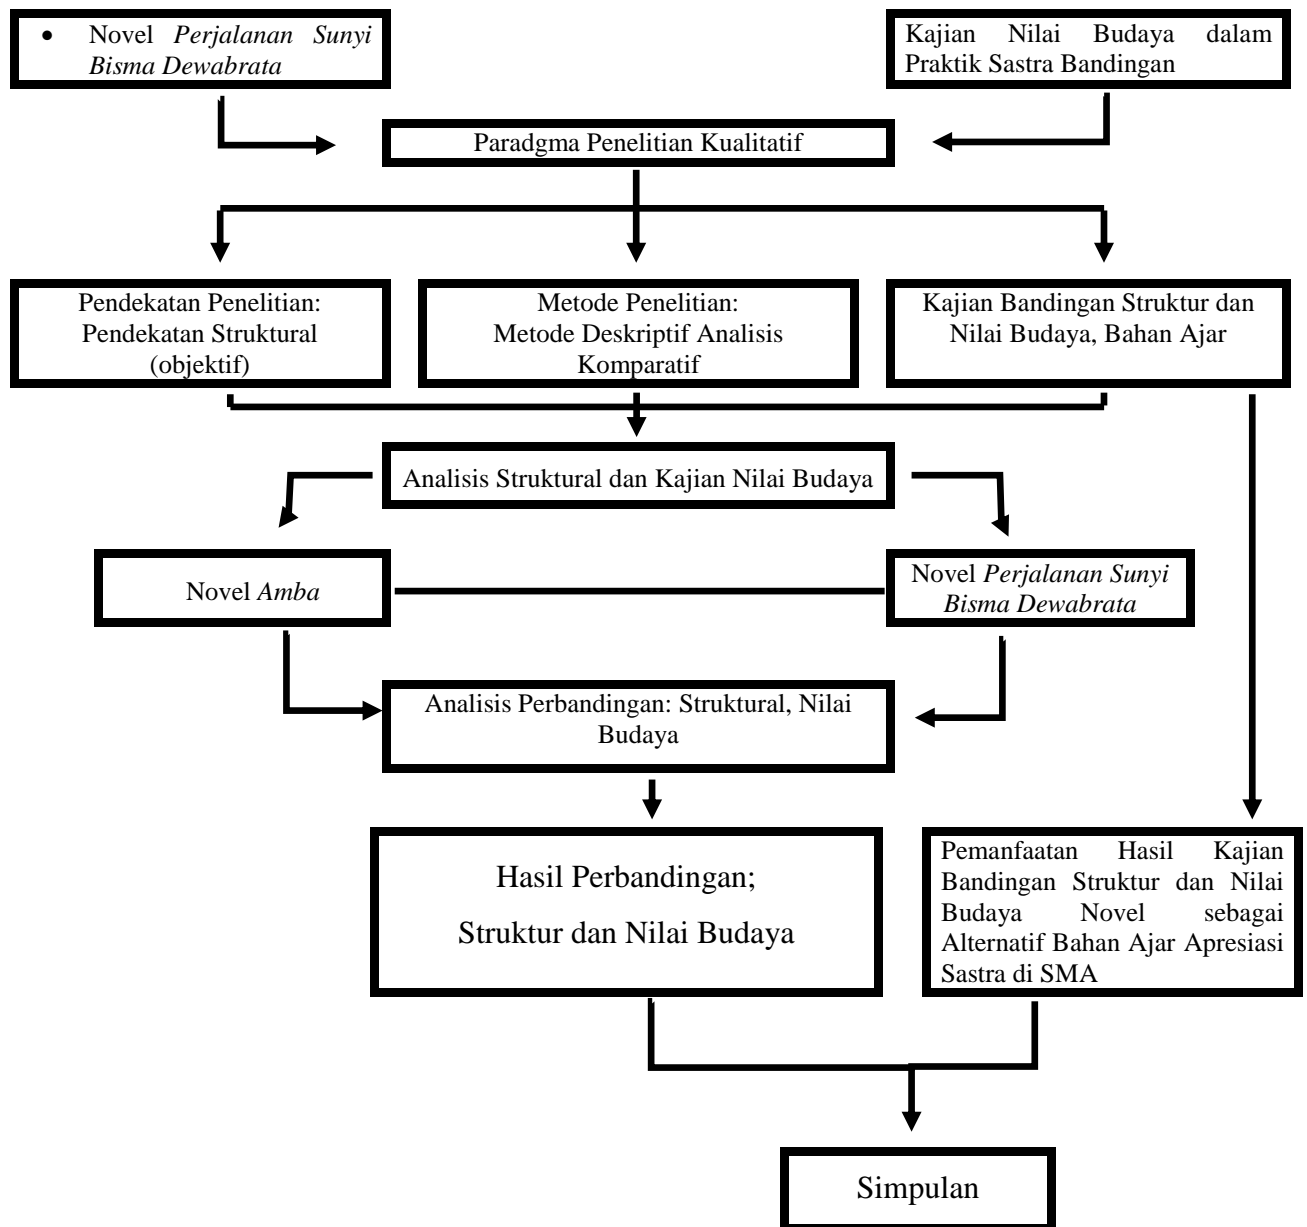 • Novel Perjalanan Sunyi
Bisma Dewabrata
Kajian Nilai Budaya dalam
Praktik Sastra Bandingan
Paradgma Penelitian Kualitatif
Pendekatan Penelitian:
Pendekatan Struktural
(objektif)
Metode Penelitian:
Metode Deskriptif Analisis
Komparatif
Kajian Bandingan Struktur dan
Nilai Budaya, Bahan Ajar
Analisis Struktural dan Kajian Nilai Budaya
Novel Amba
Novel Perjalanan Sunyi
Bisma Dewabrata
Analisis Perbandingan: Struktural, Nilai
Budaya
Hasil Perbandingan;
Struktur dan Nilai Budaya
Pemanfaatan Hasil Kajian
Bandingan Struktur dan Nilai
Budaya Novel sebagai
Alternatif Bahan Ajar Apresiasi
Sastra di SMA
Simpulan